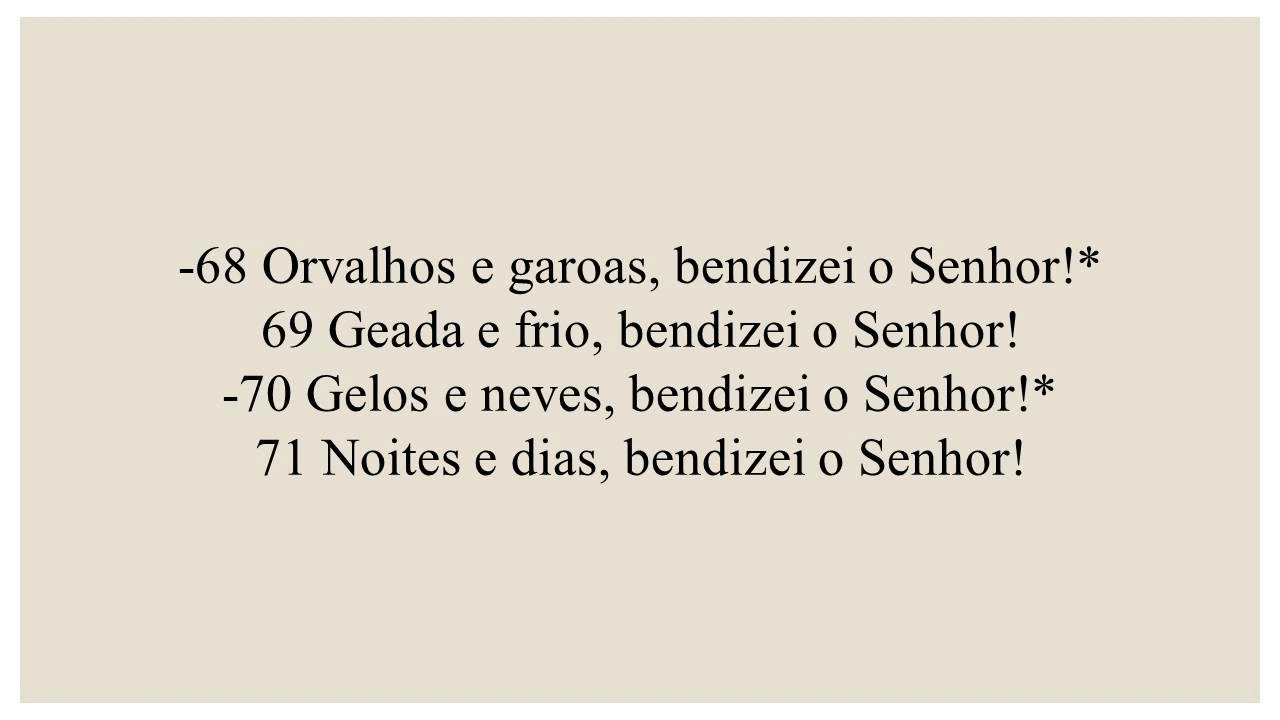 -68 Orvalhos e garoas, bendizei o Senhor!*
69 Geada e frio, bendizei o Senhor!
-70 Gelos e neves, bendizei o Senhor!*
71 Noites e dias, bendizei o Senhor!